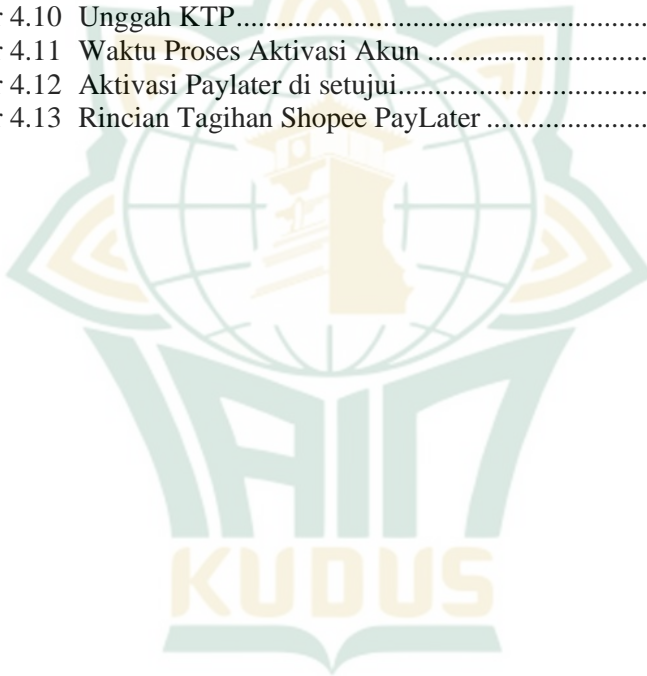 r 4.10 Unggah KTP........................................................
r 4.11 Waktu Proses Aktivasi Akun ................................
r 4.12 Aktivasi Paylater di setujui....................................
r 4.13 Rincian Tagihan Shopee PayLater ........................
IAIN
KUDUS